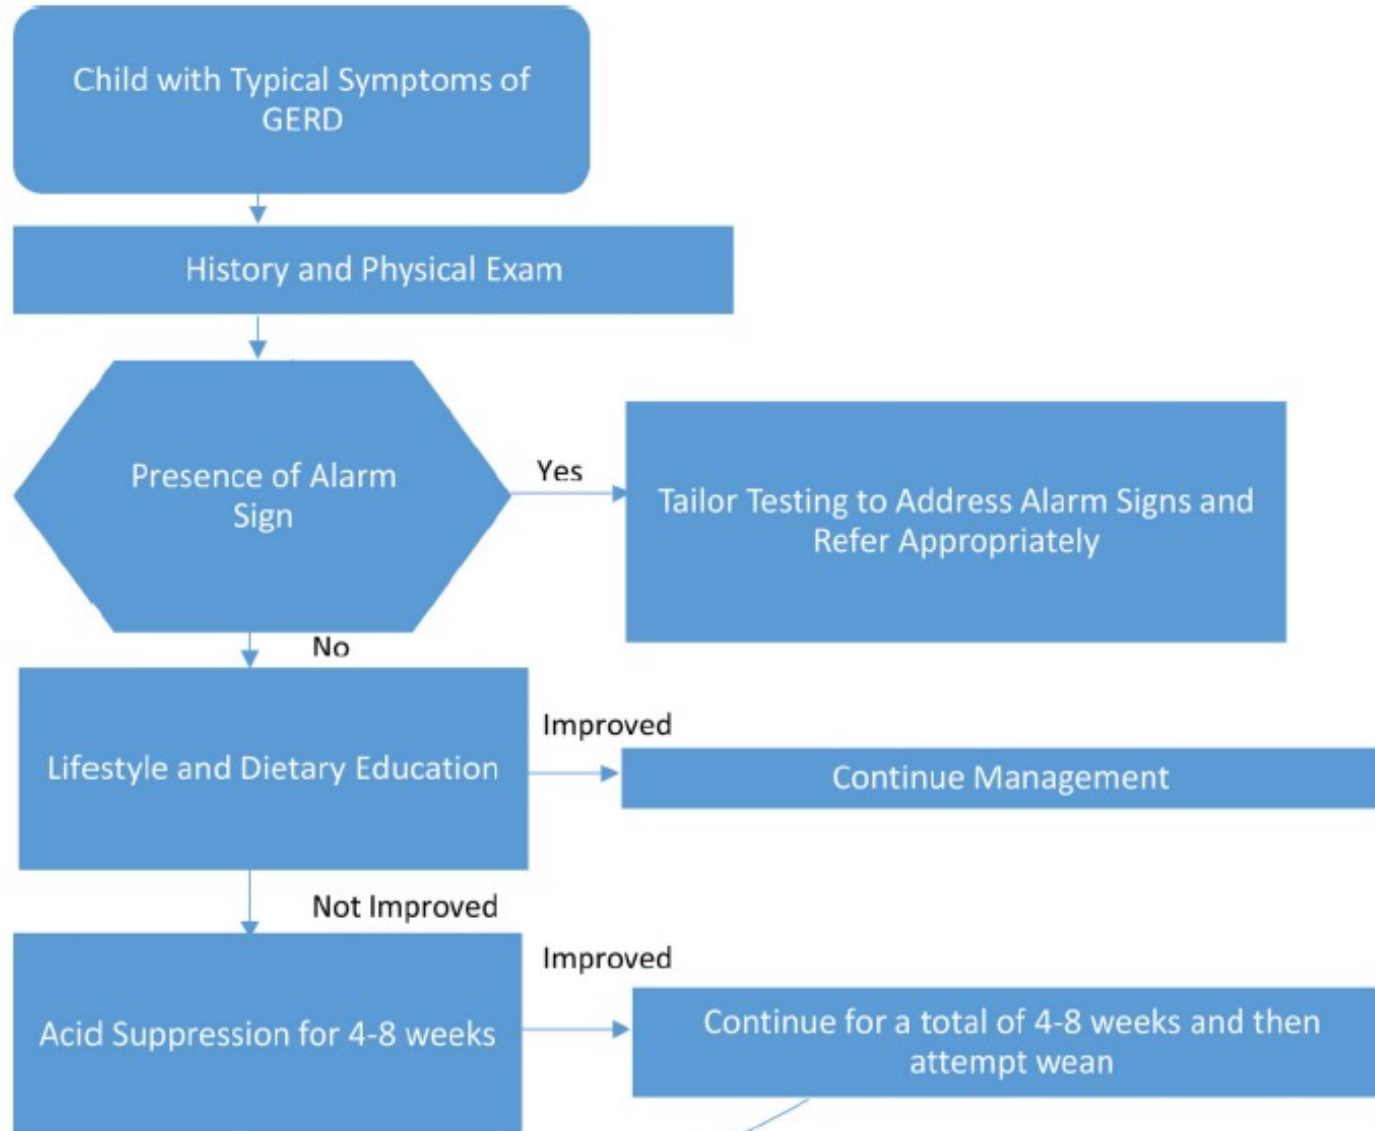 Child with Typical Symptoms of
GERD
History and Physical Exam
Presence of Alarm
Sign
Yes
Tailor Testing to Address Alarm Signs and
Refer Appropriately
No
Lifestyle and Dietary Education
Improved
Continue Management
Not Improved
Acid Suppression for 4-8 weeks
Improved
Continue for a total of 4-8 weeks and then
attempt wean